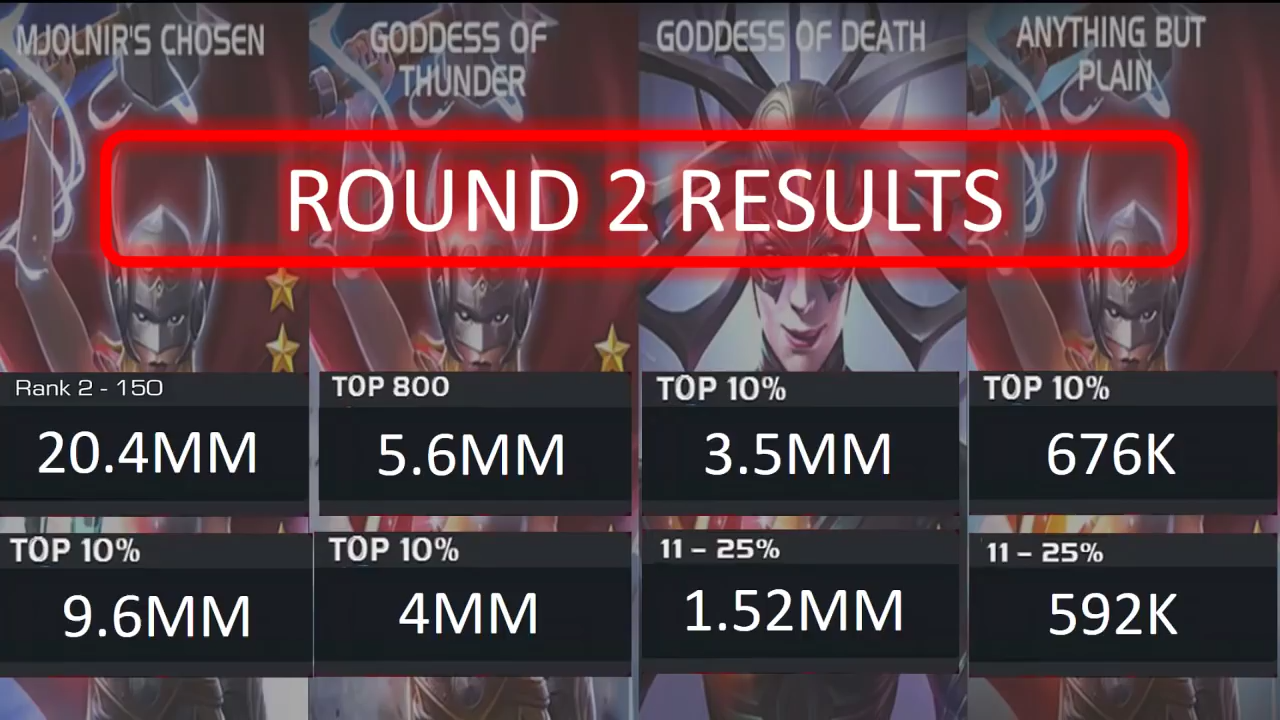 MJOLNIR'S CHOSEN
GODDESS OF
THUNDER
GODDESS OF DEATH
ANYTHING BUT
PLAIN
ROUND 2 RESULTS
Rank 2 - 150
20.4MM
TOP 800
5.6MM
TOP 10%
3.5MM
TOP 10%
676K
TOP 10%
9.6MM
TOP 10%
4MM
11 – 25%
1.52MM
11 – 25%
592K